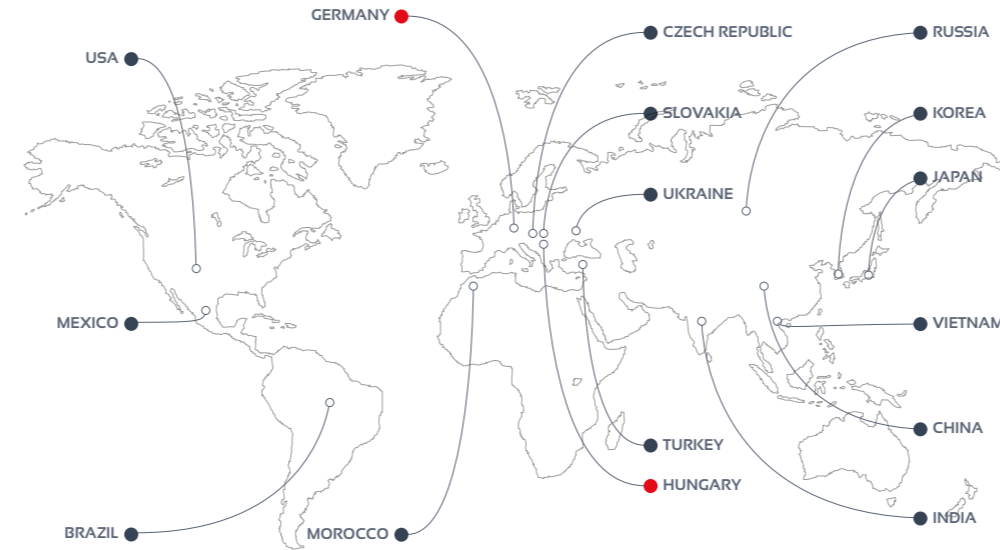 GERMANY
CZECH REPUBLIC
RUSSIA
USA
SLOVAKIA
KOREA
JAPAN
UKRAINE
MEXICO
VIETNAM
CHINA
TURKEY
HUNGARY
INDIA
BRAZIL
MOROCCO